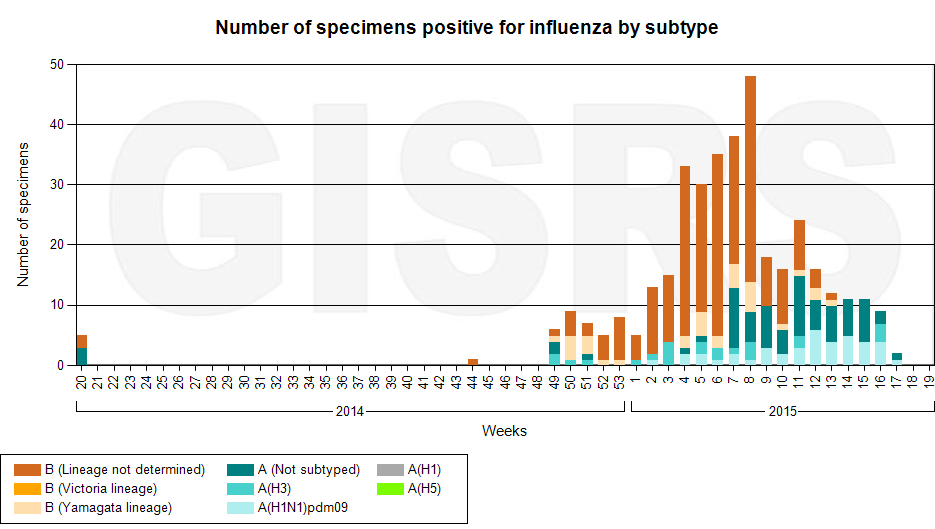 Number of specimens positive for influenza by subtype
GISRS
Number of specimens
50
40
30
20
10
0
20 21 22 23 24 25 26 27 28 29 30 31 32 33 34 35 36 37 38 39 40 41 42 43 44 45 46 47 48 49 50 51 52 53 1 2 3 4 5 6 7 8 9 10 11 12 13 14 15 16 17 18 19
2014 2015
Weeks
B (Lineage not determined) A (Not subtyped) A(H1)
B (Victoria lineage) A(H3) A(H5)
B (Yamagata lineage) A(H1N1)pdm09